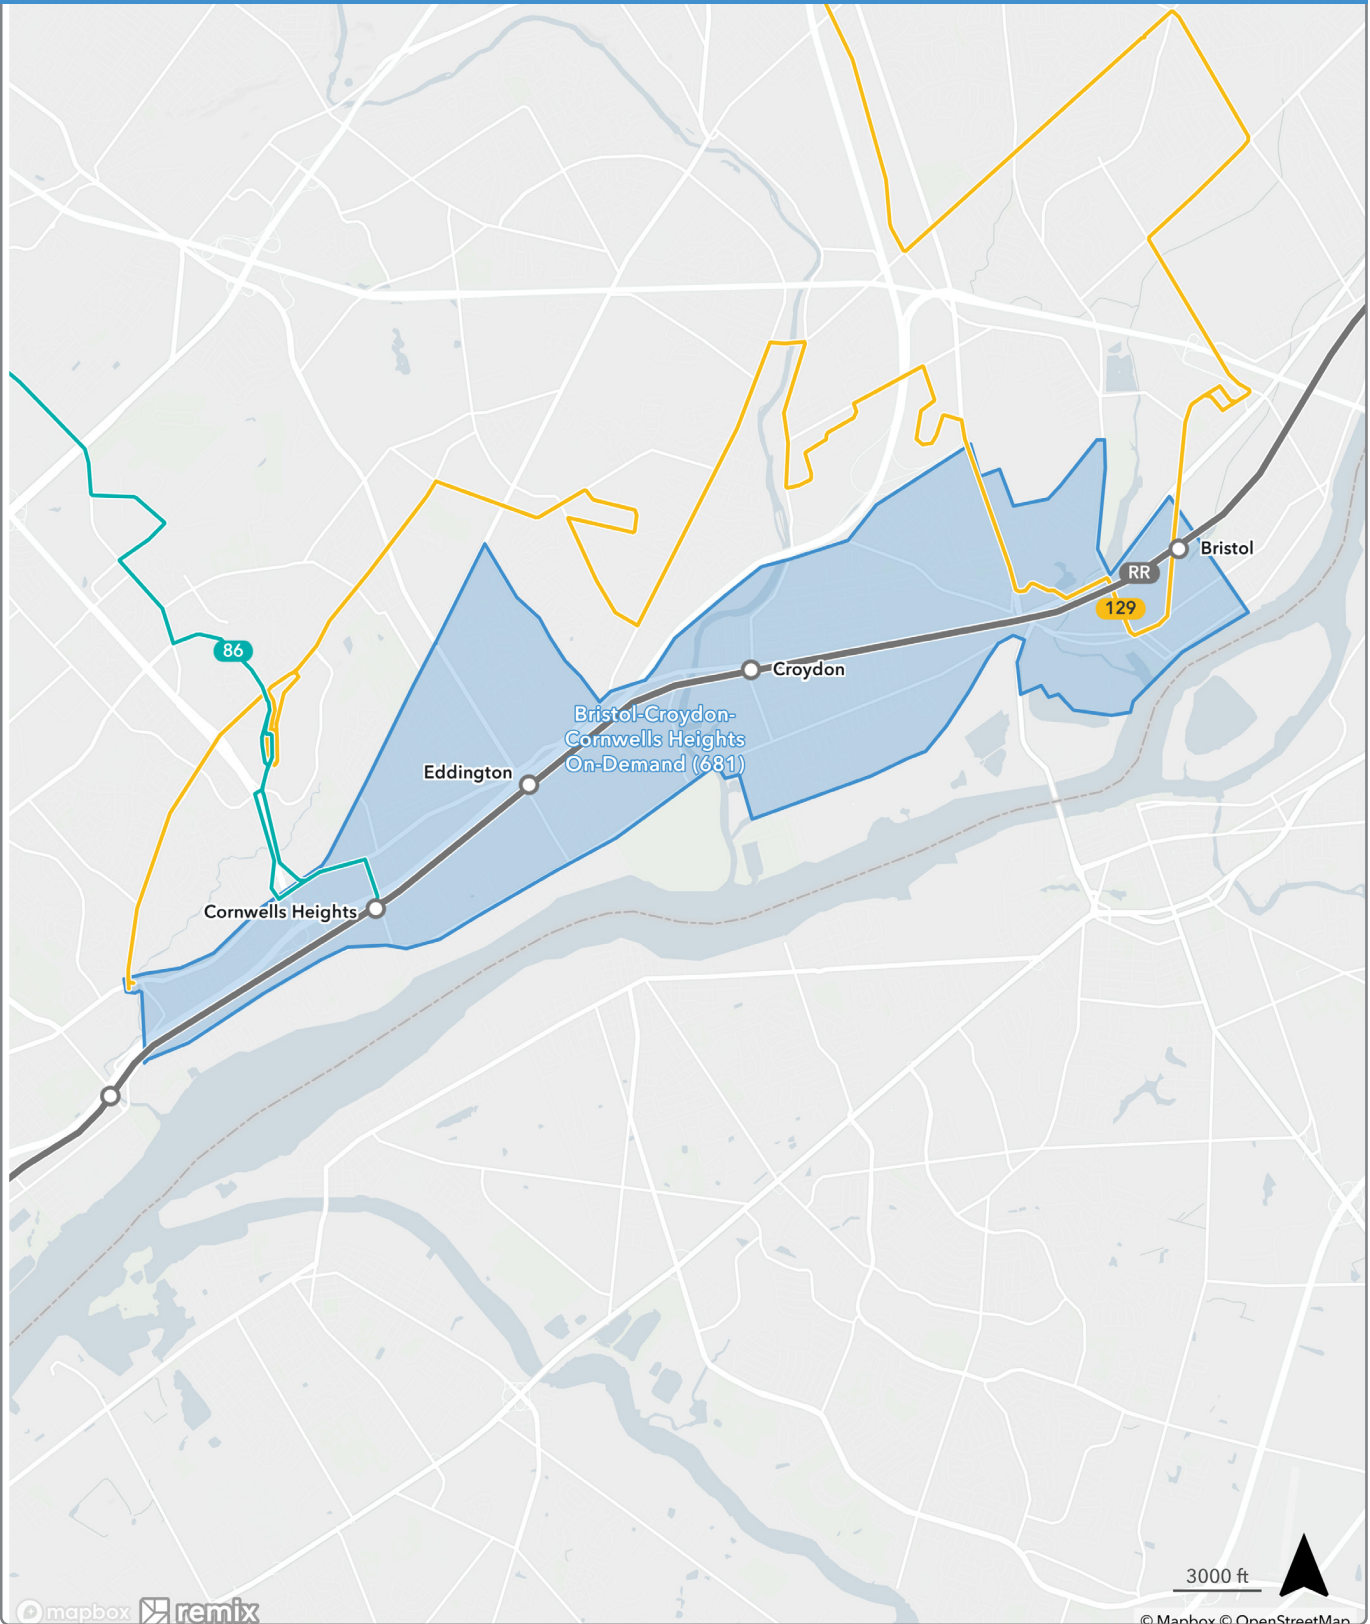 Bristol
RR
129
86
Croydon
Bristol-Croydon-
Cornwells Heights
On-Demand (681)
Eddington
Cornwells Heights
3000 ft
mapbox remix
© Mapbox © OpenStreetMap